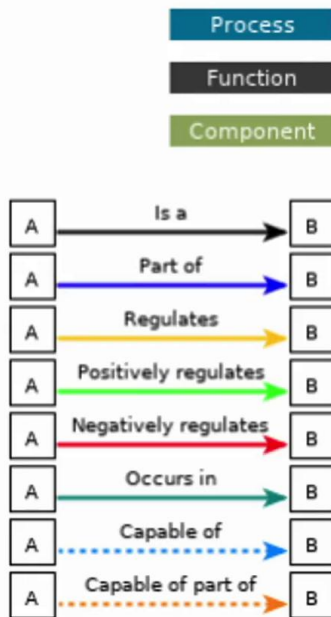 Process
Function
Component
A Is a B
A Part of B
A Regulates B
A Positively regulates B
A Negatively regulates B
A Occurs in B
A Capable of B
A Capable of part of B